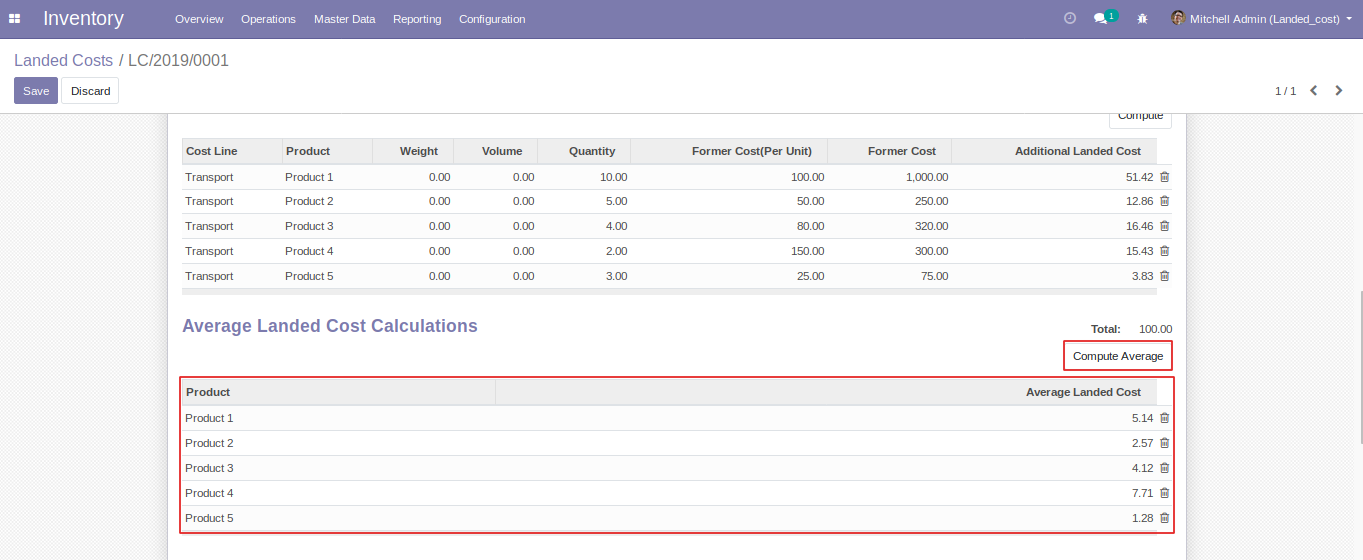 Inventory Overview Operations Master Data Reporting Configuration 1 Mitchell Admin (Landed_cost)
Landed Costs / LC/2019/0001
Save Discard 1 / 1
Compute
Cost Line Product Weight Volume Quantity Former Cost(Per Unit) Former Cost Additional Landed Cost
Transport Product 1 0.00 0.00 10.00 100.00 1,000.00 51.42
Transport Product 2 0.00 0.00 5.00 50.00 250.00 12.86
Transport Product 3 0.00 0.00 4.00 80.00 320.00 16.46
Transport Product 4 0.00 0.00 2.00 150.00 300.00 15.43
Transport Product 5 0.00 0.00 3.00 25.00 75.00 3.83
Average Landed Cost Calculations
Total: 100.00
Compute Average
Product Average Landed Cost
Product 1 5.14
Product 2 2.57
Product 3 4.12
Product 4 7.71
Product 5 1.28